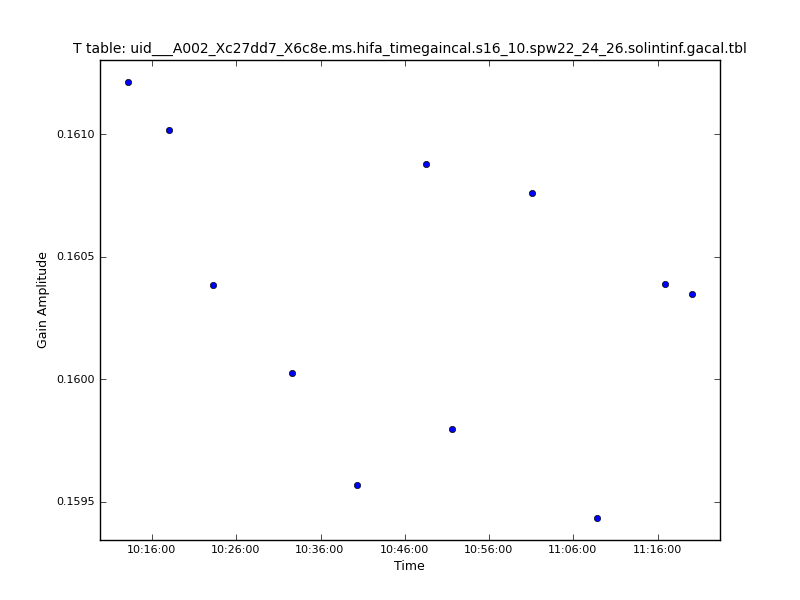 T table: uid___A002_Xc27dd7_X6c8e.ms.hifa_timegaincal.s16_10.spw22_24_26.solintinf.gacal.tbl
0.1610
0.1605
0.1600
0.1595
Gain Amplitude
10:16:00 10:26:00 10:36:00 10:46:00 10:56:00 11:06:00 11:16:00
Time